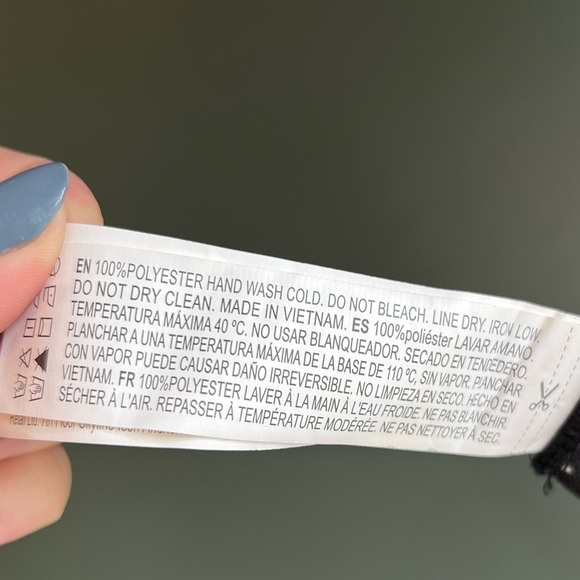 EN 100%POLYESTER HAND WASH COLD. DO NOT BLEACH. LINE DRY. IRON LOW
DO NOT DRY CLEAN. MADE IN VIETNAM. ES 100%poliéster LAVAR AMANO
TEMPERATURA MÁXIMA 40 ºC. NO USAR BLANQUEADOR. SECADO EN TENDEDERO.
PLANCHAR A UNA TEMPERATURA MÁXIMA DE LA BASE DE 110 ºC, SIN VAPOR. PLANCHAR
CON VAPOR PUEDE CAUSAR DAÑO IRREVERSIBLE. NO LIMPIEZA EN SECO. HECHO EN
VIETNAM. FR 100%POLYESTER LAVER À LA MAIN À L'EAU FROIDE. NE PAS BLANCHIR.
SÉCHER À L'AIR. REPASSER À TEMPÉRATURE MODÉRÉE. NE PAS NETTOYER À SEC.